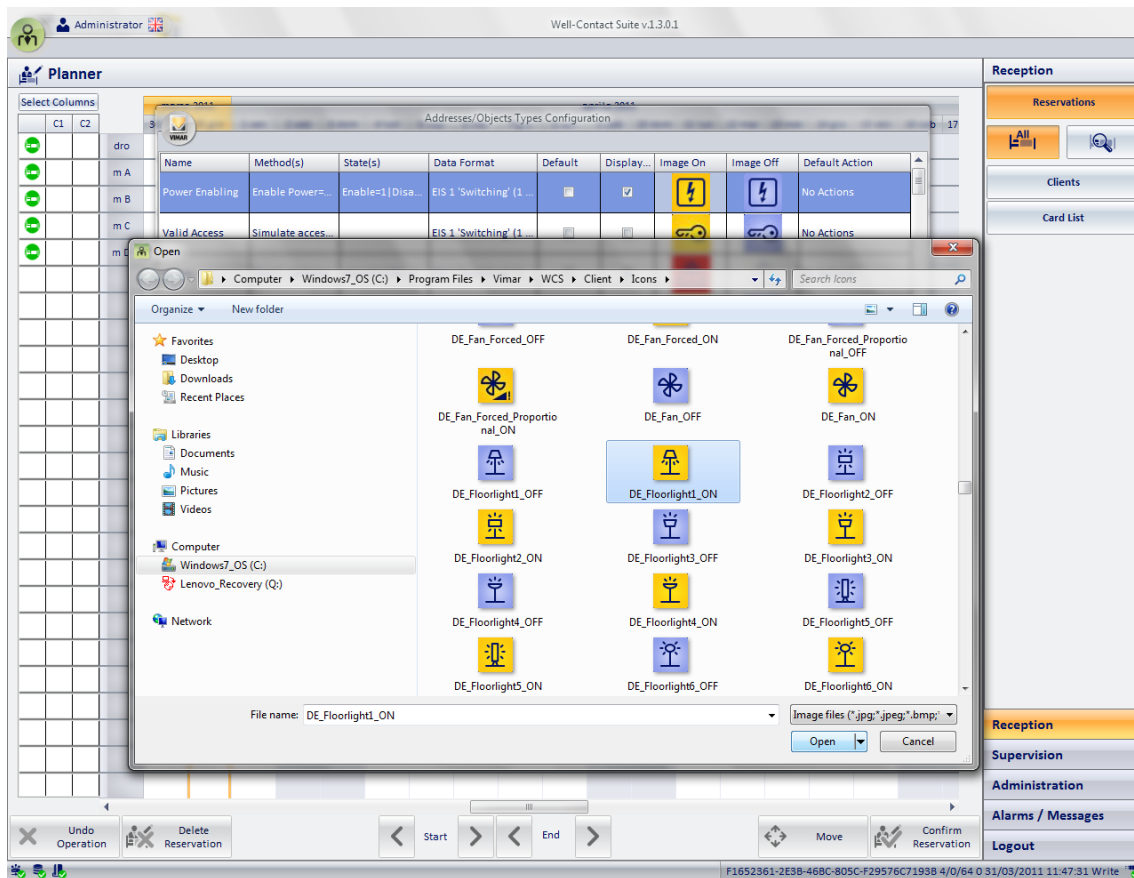 Administrator
Well-Contact Suite v.1.3.0.1
Planner
Reception
Select Columns
C1 C2
dro
m A
m B
m C
m D
Addresses/Objects Types Configuration
VIMAR
17
Name Method(s) State(s) Data Format Default Display... Image On Image Off Default Action
Power Enabling Enable Power=... Enable=1|Disa... EIS 1 'Switching' (1 ... No Actions
Valid Access Simulate acces... EIS 1 'Switching' (1 ... No Actions
Reservations
All
Clients
Card List
Open
Computer Windows7_OS (C:) Program Files Vimar WCS Client Icons
Search Icons
Organize New folder
Favorites
Desktop
Downloads
Recent Places
Libraries
Documents
Music
Pictures
Videos
Computer
Windows7_OS (C:)
Lenovo_Recovery (Q:)
Network
DE_Fan_Forced_OFF DE_Fan_Forced_ON DE_Fan_Forced_Proportio
nal_OFF
DE_Fan_Forced_Proportio DE_Fan_OFF DE_Fan_ON
nal_ON
DE_Floorlight1_OFF DE_Floorlight1_ON DE_Floorlight2_OFF
DE_Floorlight2_ON DE_Floorlight3_OFF DE_Floorlight3_ON
DE_Floorlight4_OFF DE_Floorlight4_ON DE_Floorlight5_OFF
DE_Floorlight5_ON DE_Floorlight6_OFF DE_Floorlight6_ON
File name: DE_Floorlight1_ON
Image files (*.jpg;*.jpeg;*.bmp;*
Open Cancel
Reception
Supervision
Administration
Alarms / Messages
Logout
Undo
Operation
Delete
Reservation
Start
End
Move
Confirm
Reservation
F1652361-2E3B-46BC-805C-F29576C7193B 4/0/64 0 31/03/2011 11:47:31 Write